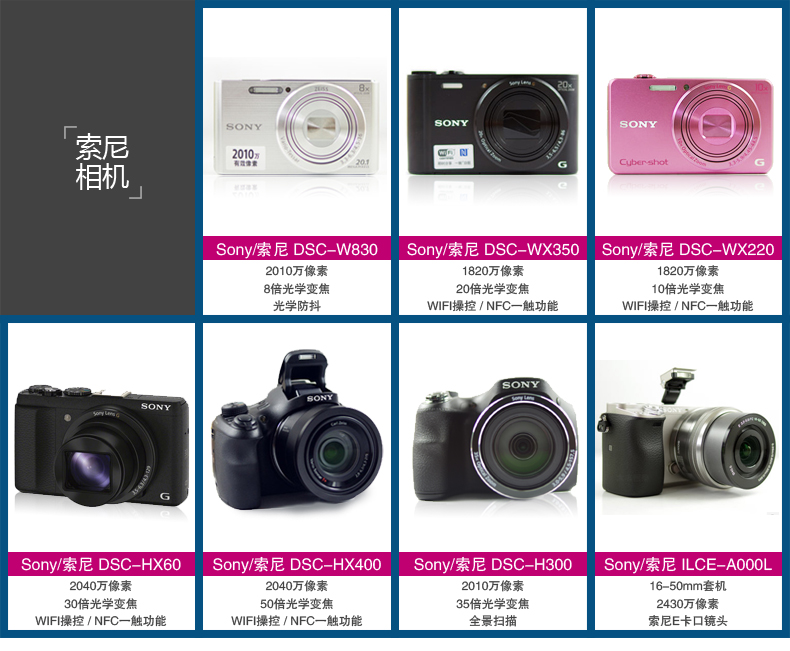 索尼
相机
SONY
8x
2010万
有效像素
20.1
Sony/索尼 DSC-W830
2010万像素
8倍光学变焦
光学防抖
Sony Lens G
20x
SONY
WiFi
N
G
Sony/索尼 DSC-WX350
1820万像素
20倍光学变焦
WIFI操控 / NFC一触功能
10x
SONY
Cyber-shot
G
Sony/索尼 DSC-WX220
1820万像素
10倍光学变焦
WIFI操控 / NFC一触功能
SONY
Sony Lens G
G
Sony/索尼 DSC-HX60
2040万像素
30倍光学变焦
WIFI操控 / NFC一触功能
SONY
Sony/索尼 DSC-HX400
2040万像素
50倍光学变焦
WIFI操控 / NFC一触功能
SONY
Sony Lens
Sony/索尼 DSC-H300
2010万像素
35倍光学变焦
全景扫描
Sony/索尼 ILCE-A000L
16-50mm套机
2430万像素
索尼E卡口镜头